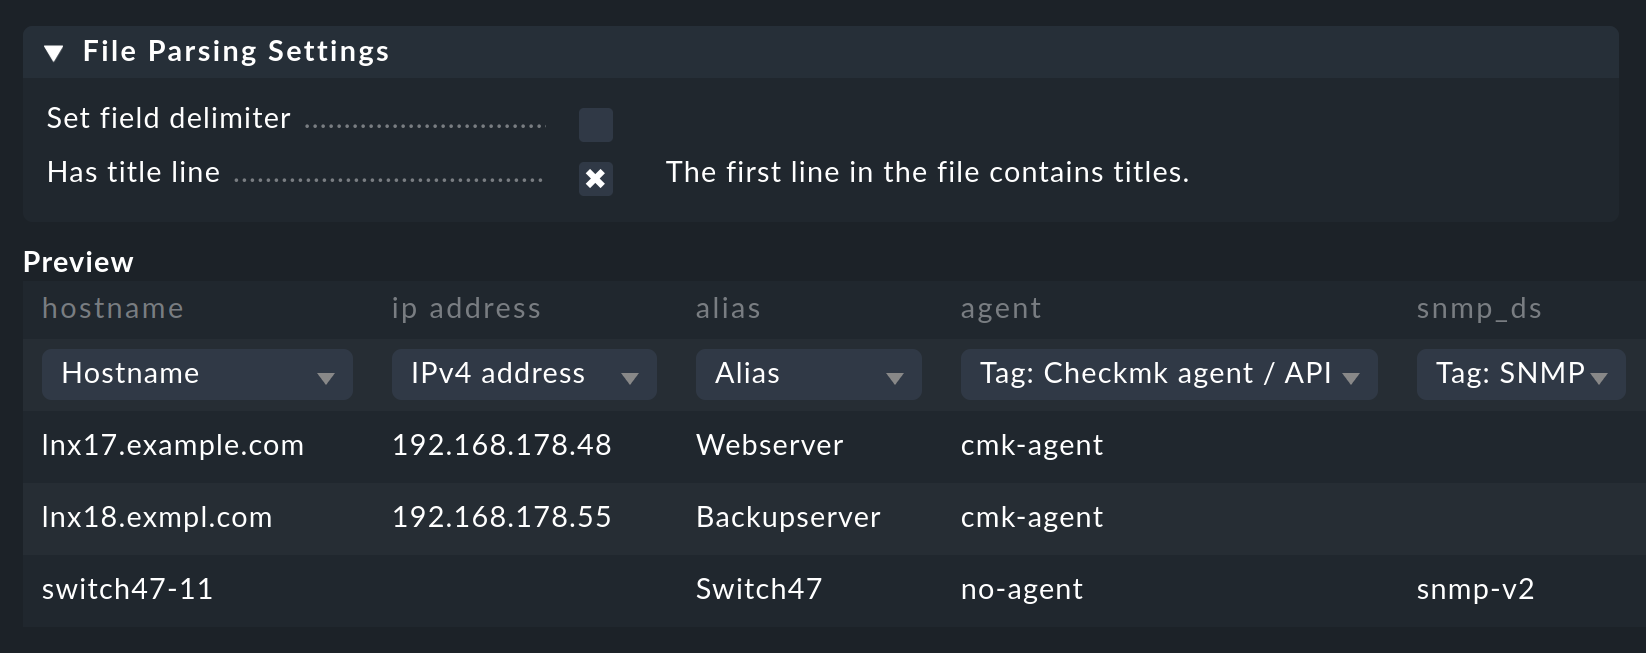 File Parsing Settings
Set field delimiter
Has title line The first line in the file contains titles.
Preview
hostname ip address alias agent snmp_ds
Hostname IPv4 address Alias Tag: Checkmk agent / API Tag: SNMP
lnx17.example.com 192.168.178.48 Webserver cmk-agent
lnx18.exmpl.com 192.168.178.55 Backupserver cmk-agent
switch47-11 Switch47 no-agent snmp-v2